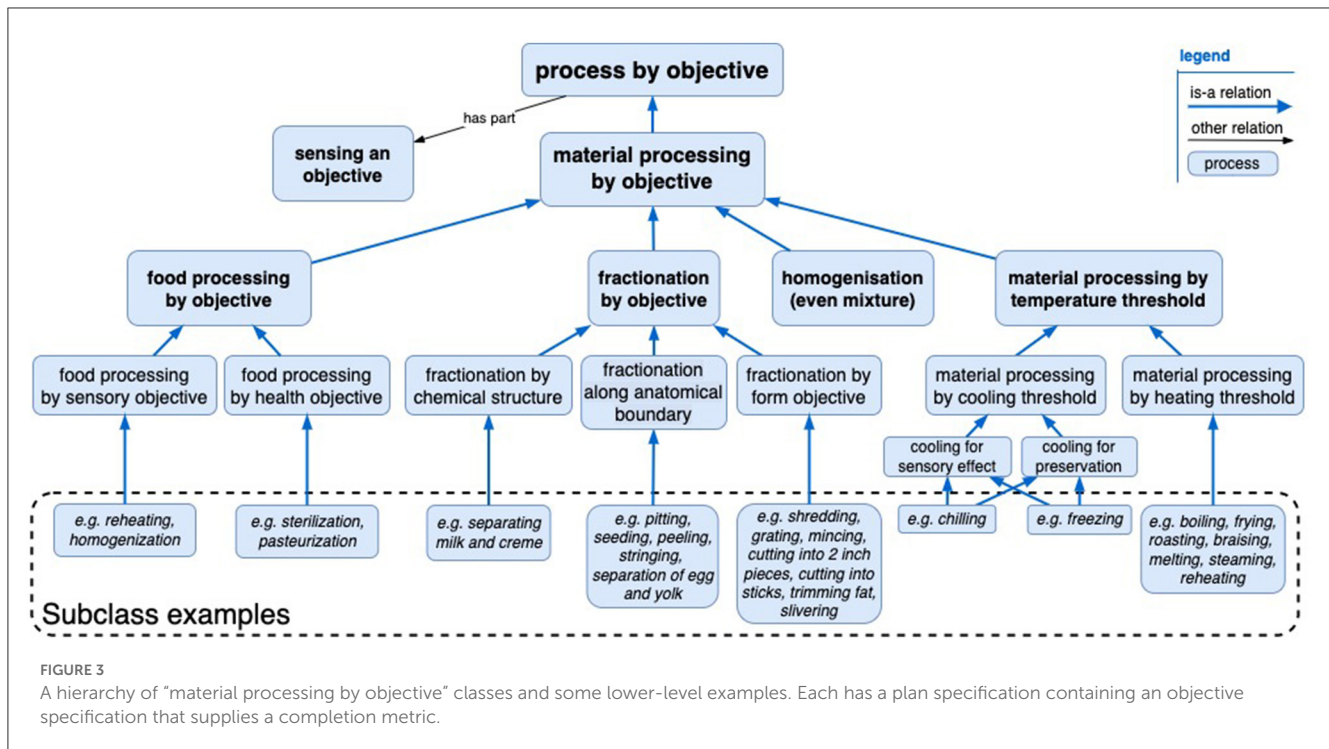 process by objective
legend
is-a relation
other relation
process
has part
sensing an
objective
material processing
by objective
food processing
by objective
fractionation
by objective
homogenisation
(even mixture)
material processing by
temperature threshold
food processing
by sensory objective
food processing
by health objective
fractionation by
chemical structure
fractionation
along anatomical
boundary
fractionation by
form objective
material processing
by cooling threshold
material processing
by heating threshold
cooling for
sensory effect
cooling for
preservation
e.g. reheating,
homogenization
e.g. sterilization,
pasteurization
e.g. separating
milk and creme
e.g. pitting,
seeding, peeling,
stringing,
separation of egg
and yolk
e.g. shredding,
grating, mincing,
cutting into 2 inch
pieces, cutting into
sticks, trimming fat,
slivering
e.g. chilling
e.g. freezing
e.g. boiling, frying,
roasting, braising,
melting, steaming,
reheating
Subclass examples
FIGURE 3
A hierarchy of “material processing by objective” classes and some lower-level examples. Each has a plan specification containing an objective
specification that supplies a completion metric.